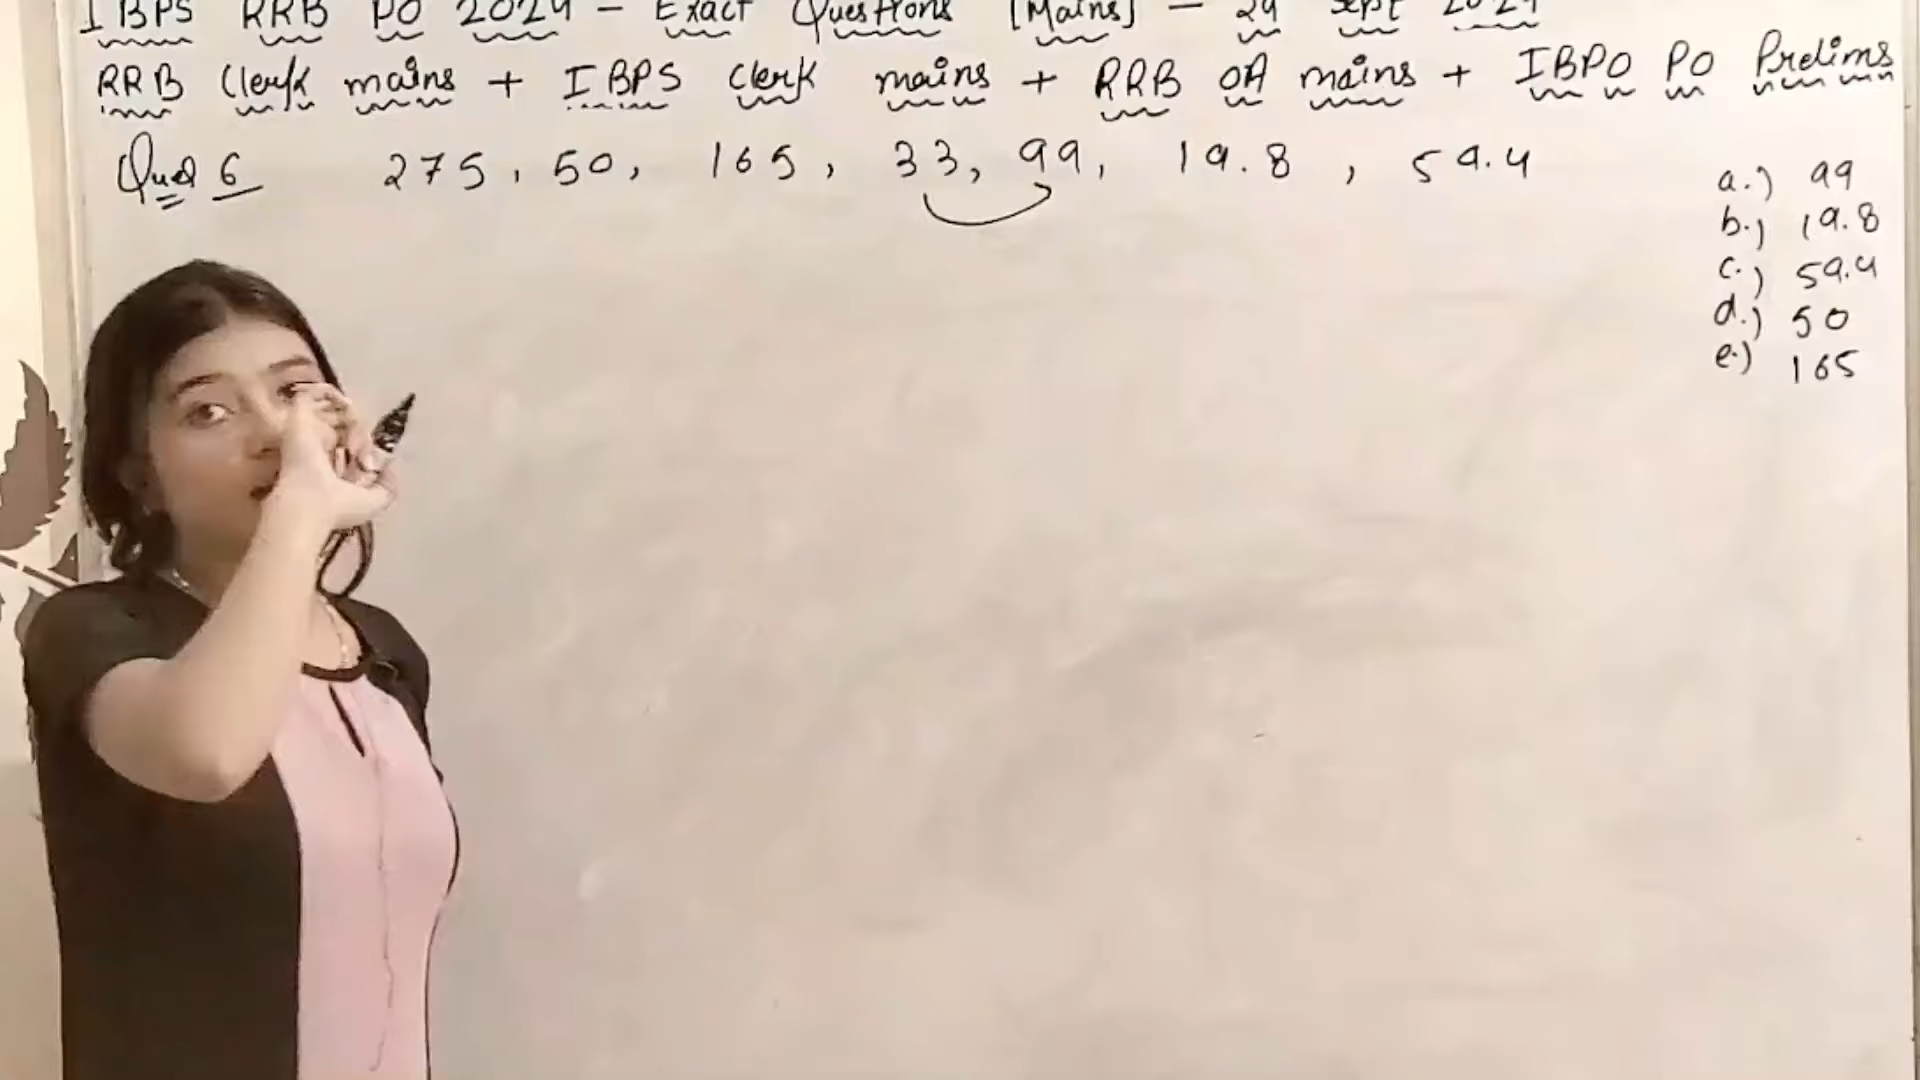 IBPS RRB PO 2024 - Exact Questions [Mains] - 29 Sept 2024
RRB Clerk mains + IBPS Clerk mains + RRB OA mains + IBPO PO Prelims
Ques 6 275, 50, 165, 33, 99, 19.8, 59.4
a.) 99
b.) 19.8
c.) 59.4
d.) 50
e.) 165